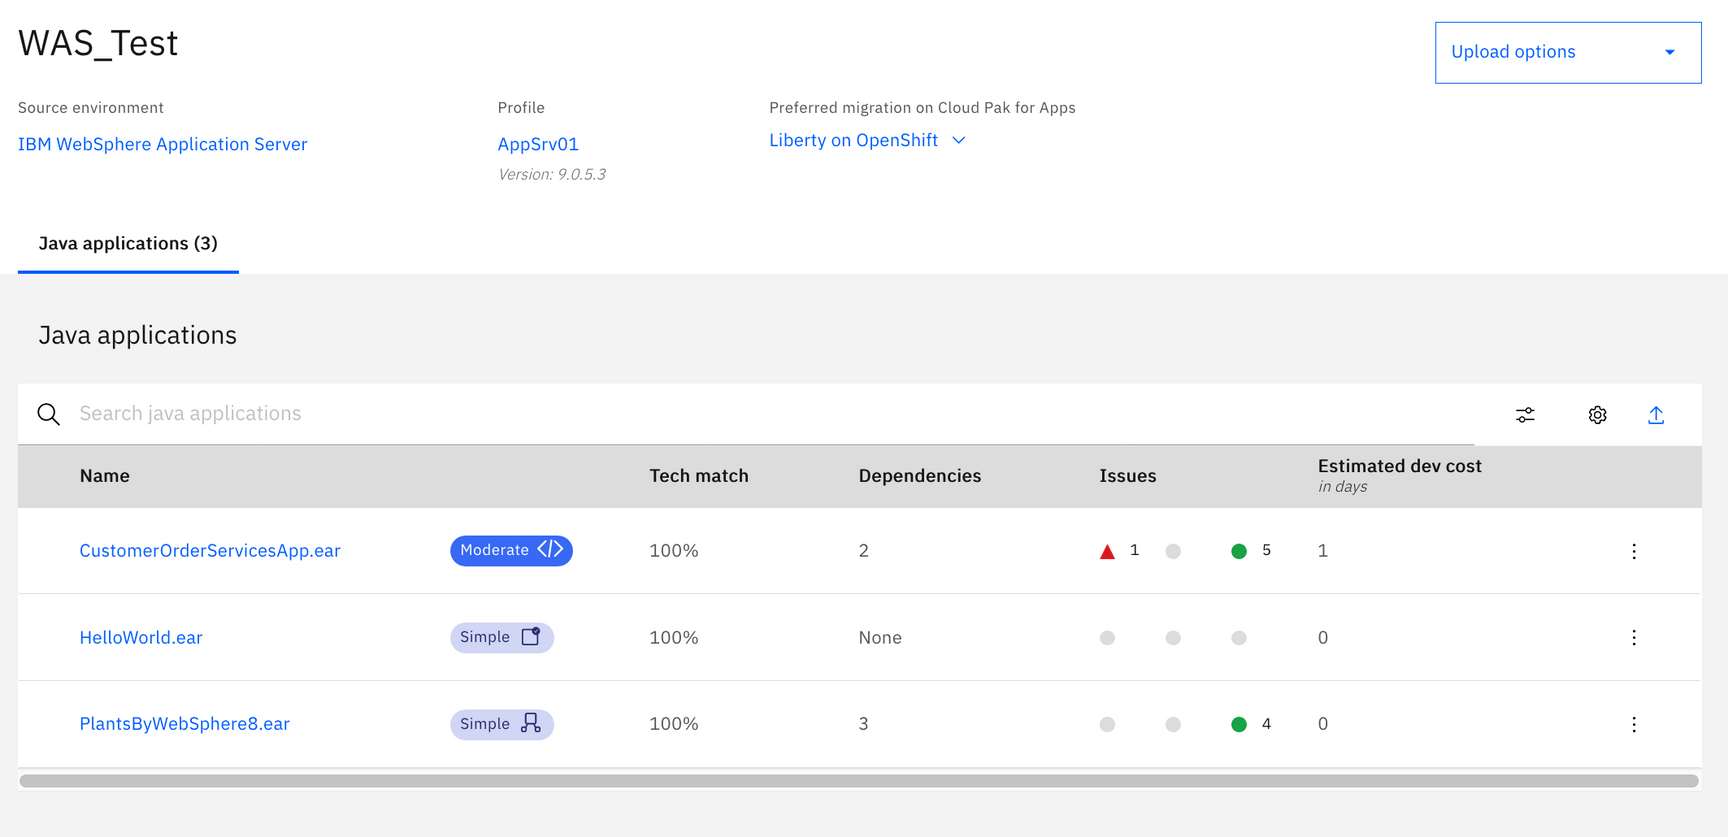 WAS_Test
Upload options
Source environment
Profile
Preferred migration on Cloud Pak for Apps
IBM WebSphere Application Server
AppSrv01
Liberty on OpenShift
Version: 9.0.5.3
Java applications (3)
Java applications
Search java applications
Name Tech match Dependencies Issues Estimated dev cost
in days
CustomerOrderServicesApp.ear Moderate </> 100% 2 1 5 1
HelloWorld.ear Simple 100% None 0
PlantsByWebSphere8.ear Simple 100% 3 4 0